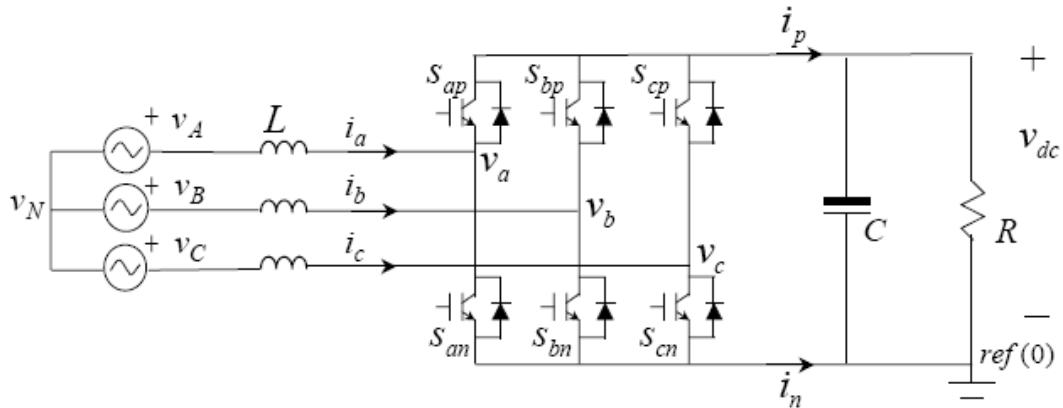 i_p
S_ap S_bp S_cp
+
+ v_A L i_a
v_a
v_dc
v_N + v_B i_b
v_b
C R
+ v_C i_c
v_c
S_an S_bn S_cn
−
i_n
ref (0)